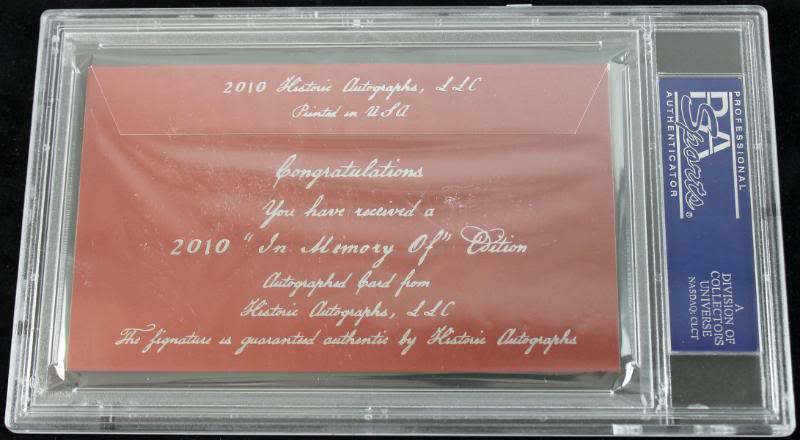 2010 Historic Autographs, LLC
Printed in USA
Congratulations
You have received a
2010 "In Memory Of" Edition
Autographed Card from
Historic Autographs, LLC
The signature is guaranteed authentic by Historic Autographs
PSA
Sports
PROFESSIONAL
AUTHENTICATOR
A
DIVISION OF
COLLECTORS
UNIVERSE
NASDAQ: CLCT